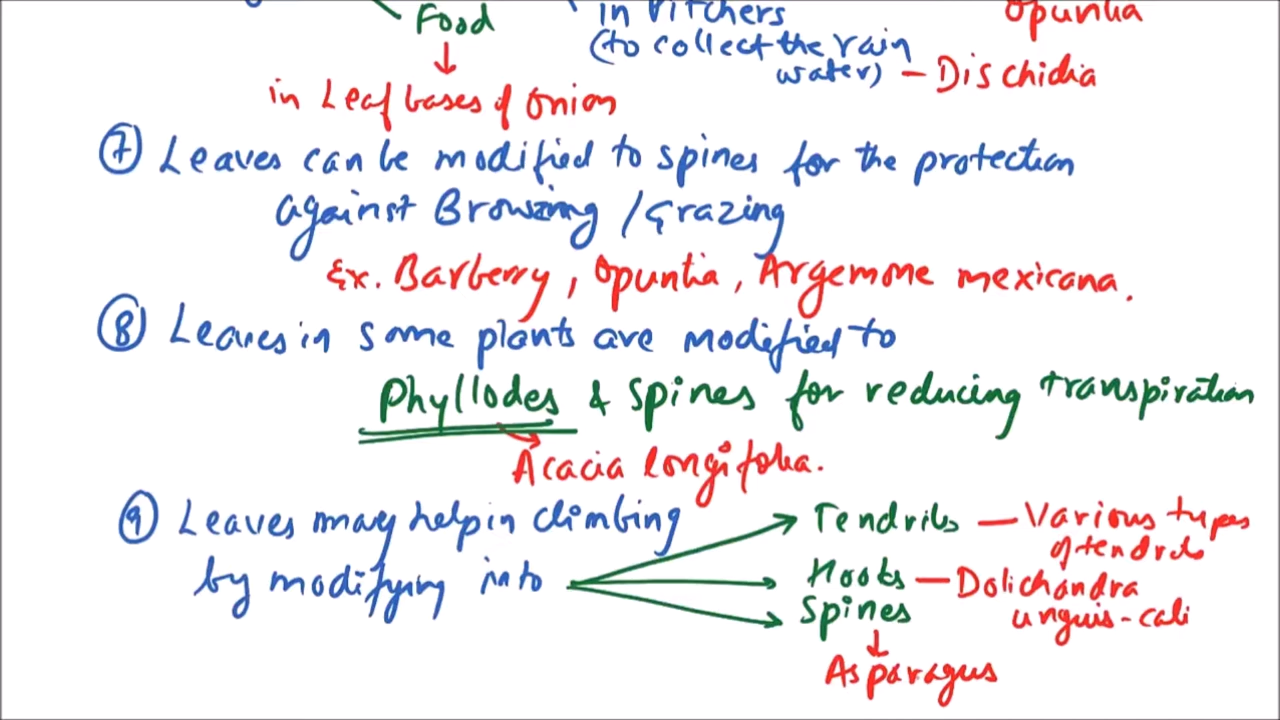 Food
in Pitchers
Opuntia
(to collect the rain
water) – Dischidia
in Leaf bases of Onion
7 Leaves can be modified to spines for the protection
against Browzing / Grazing
Ex. Barberry, Opuntia, Argemone mexicana.
8 Leaves in some plants are modified to
Phyllodes & Spines for reducing transpiration
Acacia longifolia.
9 Leaves may help in climbing
by modifying into
Tendrils — Various types
of tendrils
Hooks — Dolichandra
unguis-cati
Spines
Asparagus